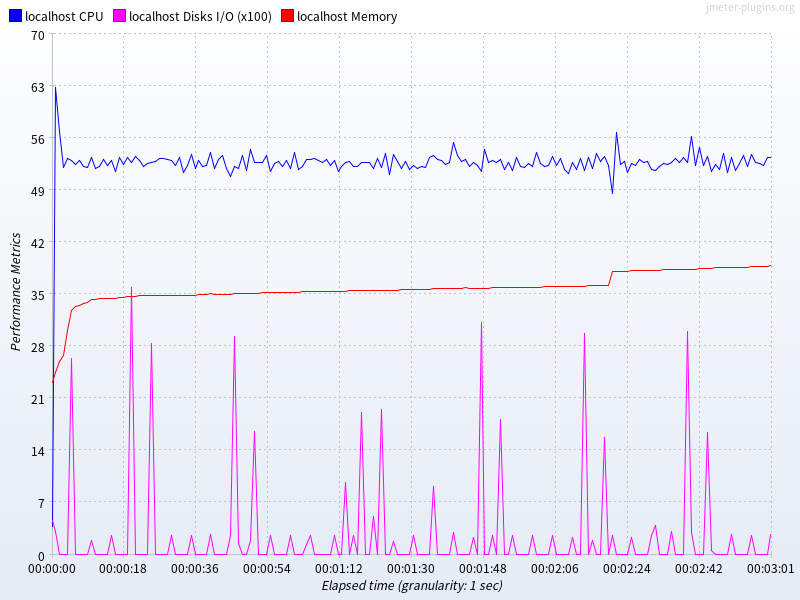 localhost CPU localhost Disks I/O (x100) localhost Memory
jmeter-plugins.org
70
63
56
49
42
35
28
21
14
7
0
Performance Metrics
00:00:00 00:00:18 00:00:36 00:00:54 00:01:12 00:01:30 00:01:48 00:02:06 00:02:24 00:02:42 00:03:01
Elapsed time (granularity: 1 sec)